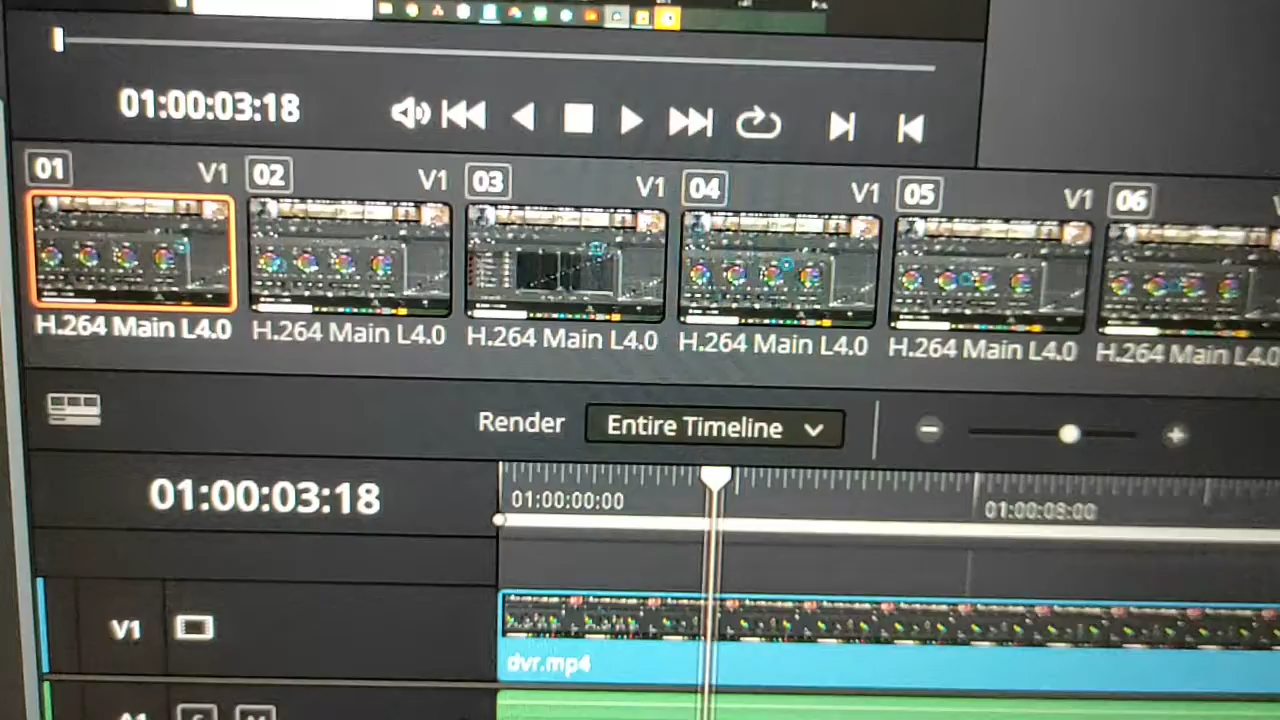 01:00:03:18
01 V1 02 V1 03 V1 04 V1 05 V1 06
H.264 Main L4.0 H.264 Main L4.0 H.264 Main L4.0 H.264 Main L4.0 H.264 Main L4.0 H.264 Main L4.0
Render Entire Timeline
01:00:03:18
01:00:00:00 01:00:08:00
V1
dvr.mp4
A1 S M